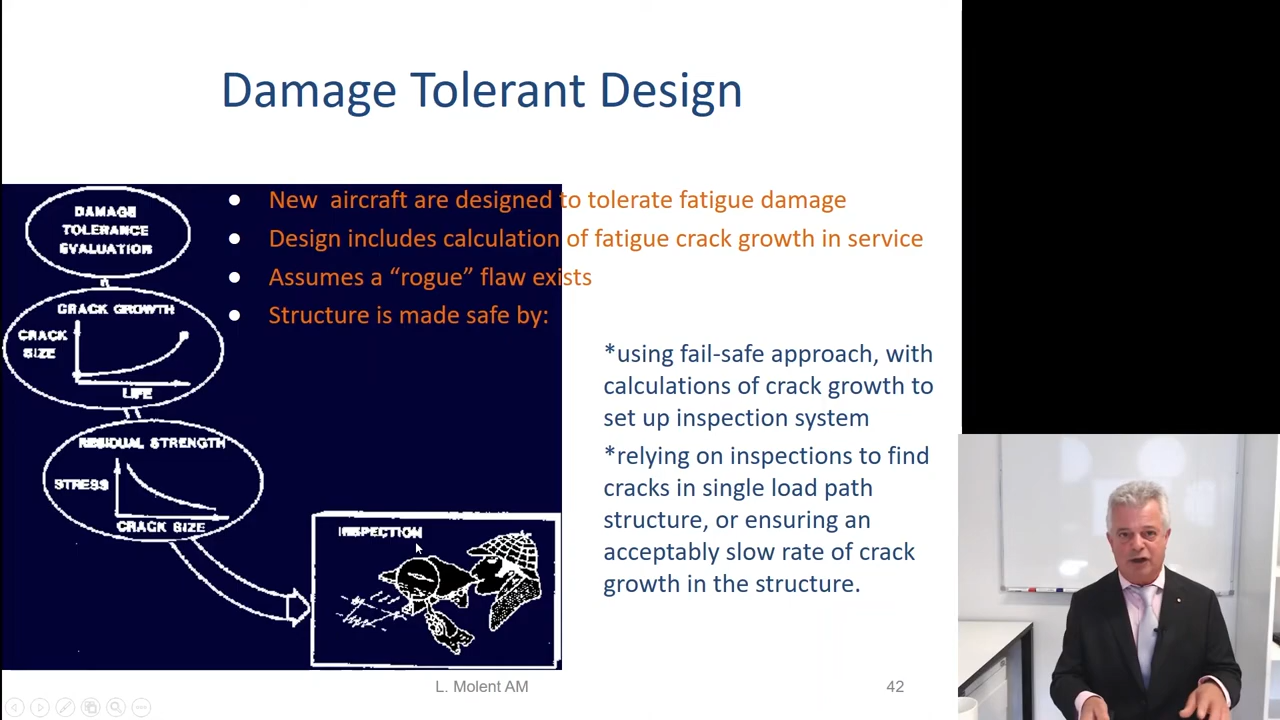 Damage Tolerant Design
DAMAGE
TOLERANCE
EVALUATION
CRACK GROWTH
CRACK
SIZE
LIFE
RESIDUAL STRENGTH
STRESS
CRACK SIZE
INSPECTION
• New  aircraft are designed to tolerate fatigue damage
• Design includes calculation of fatigue crack growth in service
• Assumes a “rogue” flaw exists
• Structure is made safe by:
*using fail-safe approach, with
calculations of crack growth to
set up inspection system
*relying on inspections to find
cracks in single load path
structure, or ensuring an
acceptably slow rate of crack
growth in the structure.
L. Molent AM
42